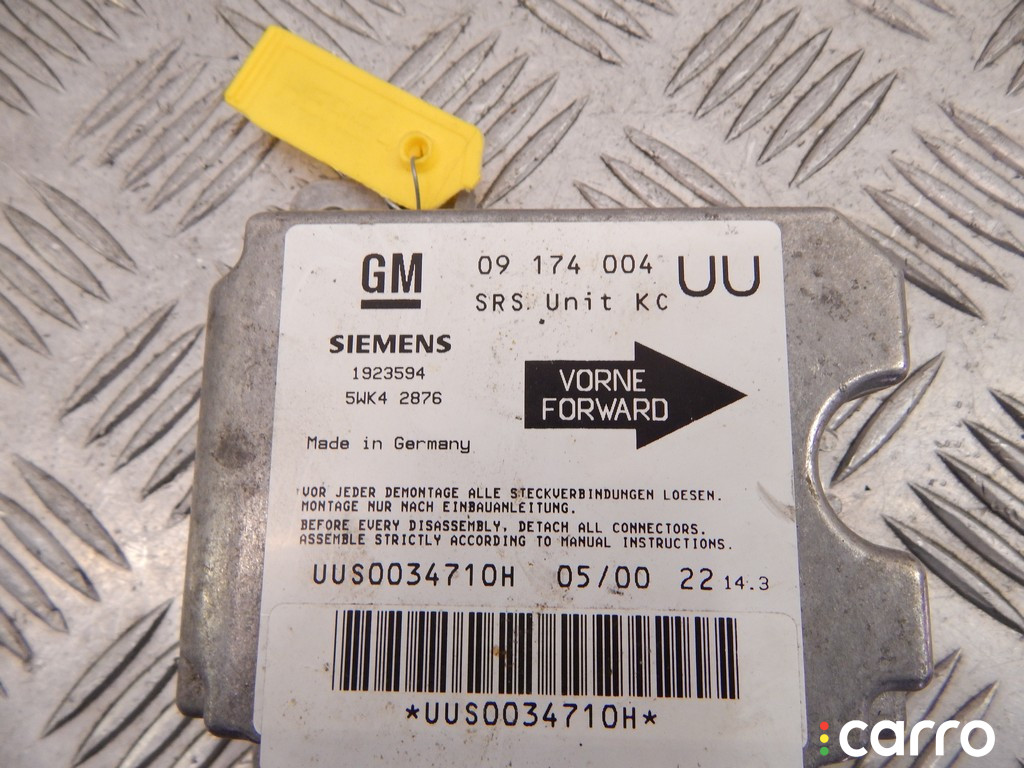 GM
09 174 004 UU
SRS Unit KC
SIEMENS
1923594
5WK4 2876
VORNE
FORWARD
Made in Germany
VOR JEDER DEMONTAGE ALLE STECKVERBINDUNGEN LOESEN.
MONTAGE NUR NACH EINBAUANLEITUNG.
BEFORE EVERY DISASSEMBLY, DETACH ALL CONNECTORS.
ASSEMBLE STRICTLY ACCORDING TO MANUAL INSTRUCTIONS.
UUS0034710H 05/00 22 14.3
*UUS0034710H*
carro